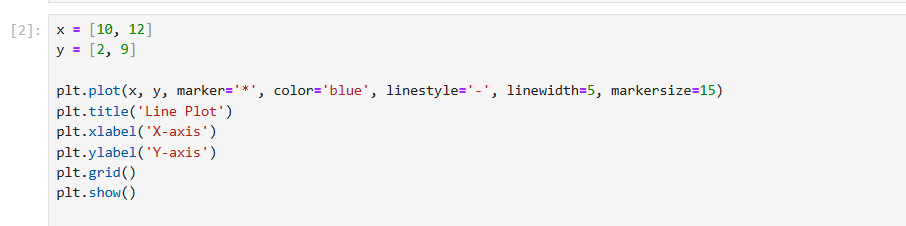 [2]: x = [10, 12]
y = [2, 9]
plt.plot(x, y, marker='*', color='blue', linestyle='-', linewidth=5, markersize=15)
plt.title('Line Plot')
plt.xlabel('X-axis')
plt.ylabel('Y-axis')
plt.grid()
plt.show()